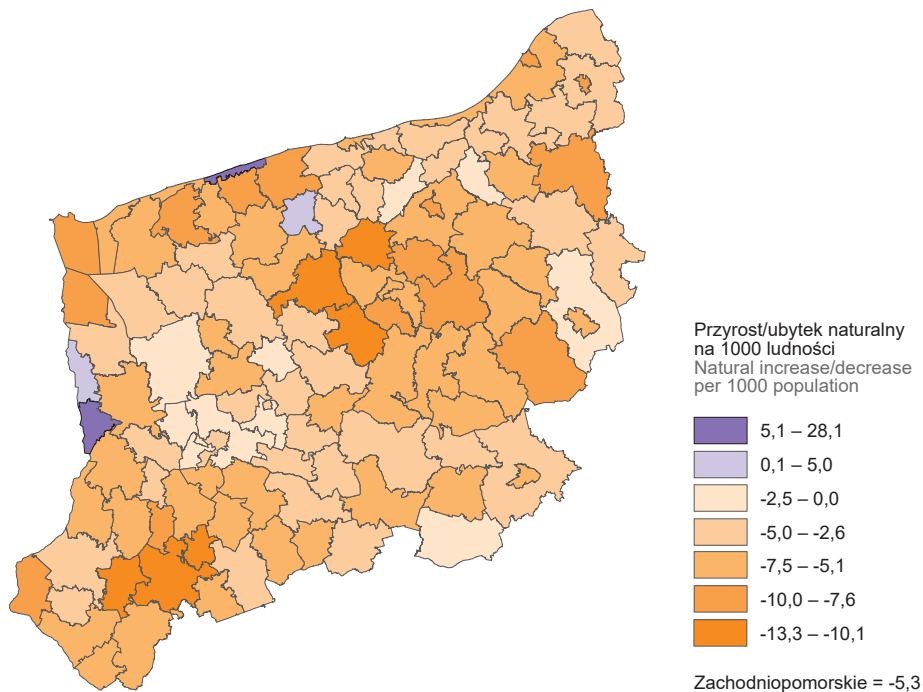 Przyrost/ubytek naturalny
na 1000 ludności
Natural increase/decrease
per 1000 population
5,1 – 28,1
0,1 – 5,0
-2,5 – 0,0
-5,0 – -2,6
-7,5 – -5,1
-10,0 – -7,6
-13,3 – -10,1
Zachodniopomorskie = -5,3